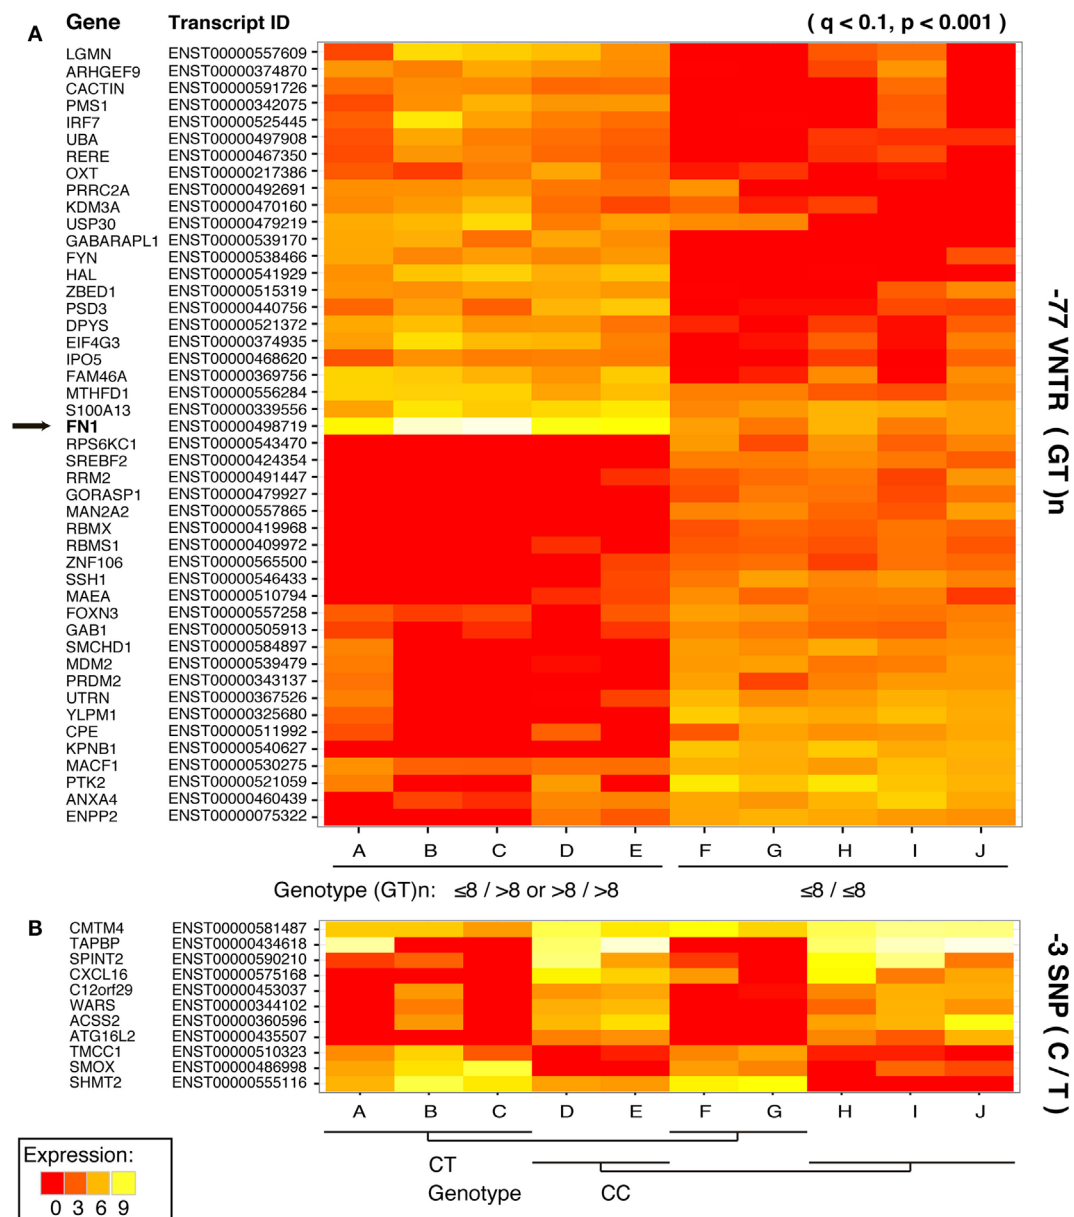 A Gene Transcript ID ( q < 0.1, p < 0.001 )
LGMN ENST00000557609
ARHGEF9 ENST00000374870
CACTIN ENST00000591726
PMS1 ENST00000342075
IRF7 ENST00000525445
UBA ENST00000497908
RERE ENST00000467350
OXT ENST00000217386
PRRC2A ENST00000492691
KDM3A ENST00000470160
USP30 ENST00000479219
GABARAPL1 ENST00000539170
FYN ENST00000538466
HAL ENST00000541929
ZBED1 ENST00000515319
PSD3 ENST00000440756
DPYS ENST00000521372
EIF4G3 ENST00000374935
IPO5 ENST00000468620
FAM46A ENST00000369756
MTHFD1 ENST00000556284
S100A13 ENST00000339556
FN1 ENST00000498719
RPS6KC1 ENST00000543470
SREBF2 ENST00000424354
RRM2 ENST00000491447
GORASP1 ENST00000479927
MAN2A2 ENST00000557865
RBMX ENST00000419968
RBMS1 ENST00000409972
ZNF106 ENST00000565500
SSH1 ENST00000546433
MAEA ENST00000510794
FOXN3 ENST00000557258
GAB1 ENST00000505913
SMCHD1 ENST00000584897
MDM2 ENST00000539479
PRDM2 ENST00000343137
UTRN ENST00000367526
YLPM1 ENST00000325680
CPE ENST00000511992
KPNB1 ENST00000540627
MACF1 ENST00000530275
PTK2 ENST00000521059
ANXA4 ENST00000460439
ENPP2 ENST00000075322
-77 VNTR ( GT )n
A B C D E F G H I J
Genotype (GT)n: ≤8 / >8 or >8 / >8 ≤8 / ≤8
B
CMTM4 ENST00000581487
TAPBP ENST00000434618
SPINT2 ENST00000590210
CXCL16 ENST00000575168
C12orf29 ENST00000453037
WARS ENST00000344102
ACSS2 ENST00000360596
ATG16L2 ENST00000435507
TMCC1 ENST00000510323
SMOX ENST00000486998
SHMT2 ENST00000555116
-3 SNP ( C / T )
A B C D E F G H I J
CT
Genotype CC
Expression:
0 3 6 9